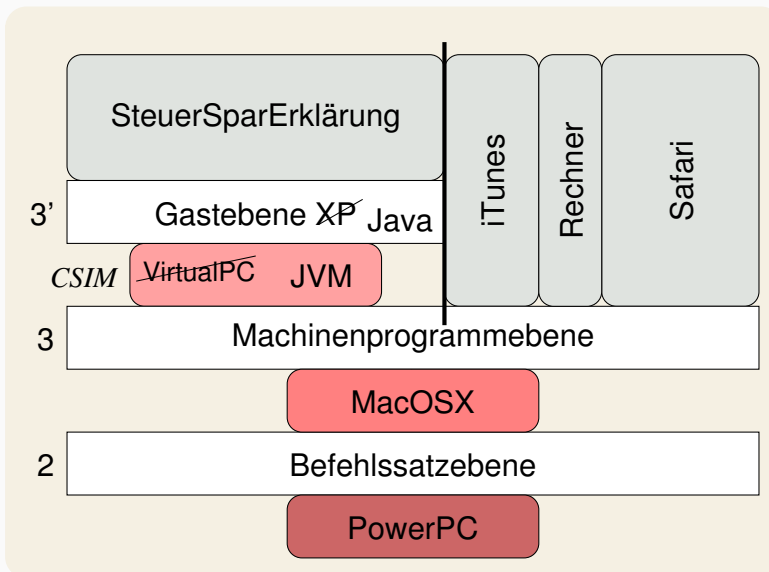 SteuerSparErklärung
iTunes
Rechner
Safari
3’ Gastebene XP Java
CSIM VirtualPC JVM
3 Machinenprogrammebene
MacOSX
2 Befehlssatzebene
PowerPC